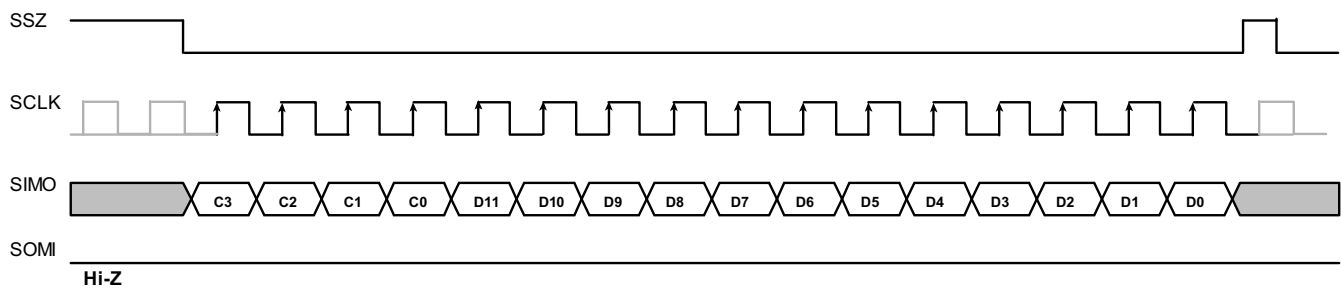 SSZ
SCLK
SIMO
C3 C2 C1 C0 D11 D10 D9 D8 D7 D6 D5 D4 D3 D2 D1 D0
SOMI
Hi-Z